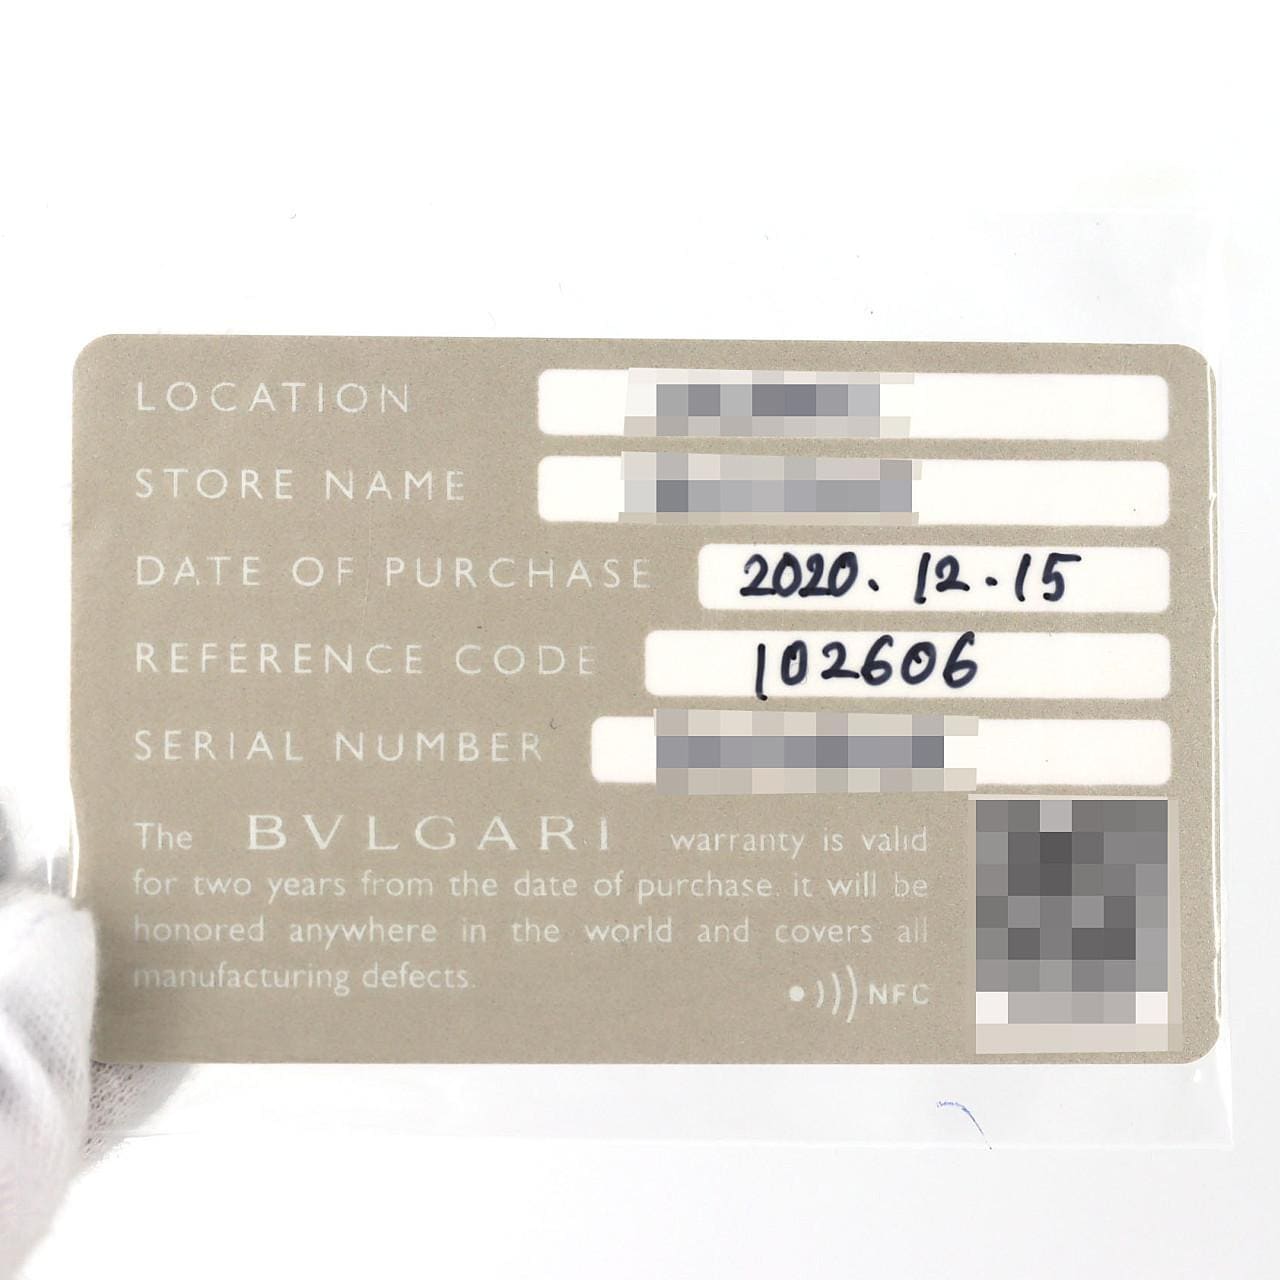 LOCATION
STORE NAME
DATE OF PURCHASE 2020. 12.15
REFERENCE CODE 102606
SERIAL NUMBER
The BVLGARI warranty is valid
for two years from the date of purchase. it will be
honored anywhere in the world and covers all
manufacturing defects.
NFC